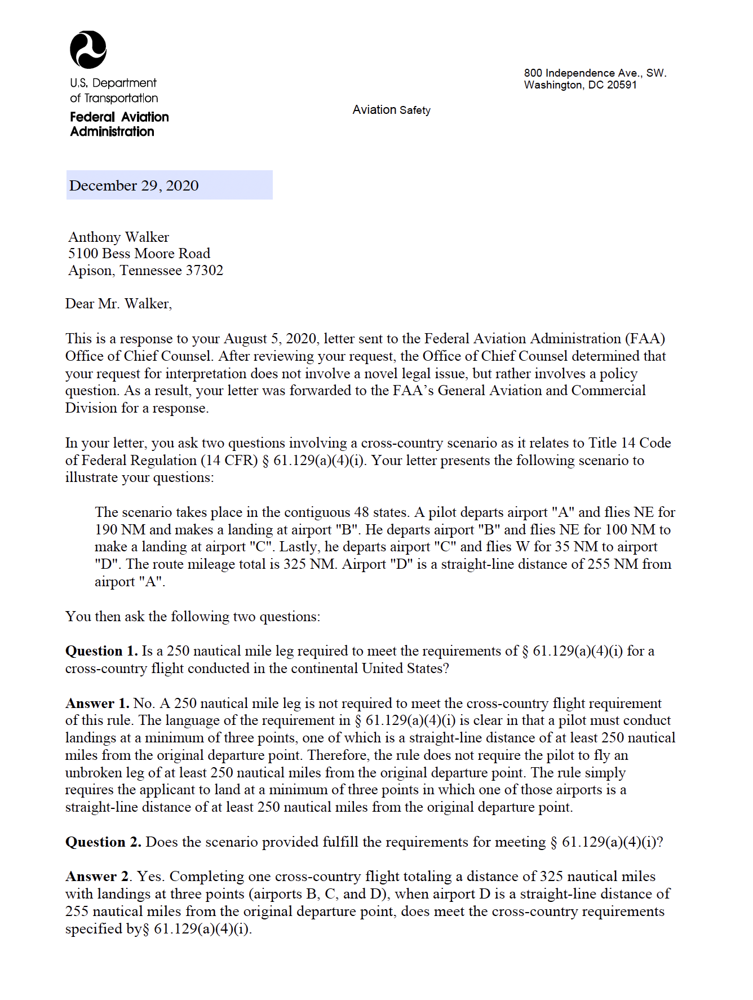 U.S. Department
of Transportation
Federal Aviation
Administration
800 Independence Ave., SW.
Washington, DC 20591
Aviation Safety
December 29, 2020
Anthony Walker
5100 Bess Moore Road
Apison, Tennessee 37302
Dear Mr. Walker,
This is a response to your August 5, 2020, letter sent to the Federal Aviation Administration (FAA)
Office of Chief Counsel. After reviewing your request, the Office of Chief Counsel determined that
your request for interpretation does not involve a novel legal issue, but rather involves a policy
question. As a result, your letter was forwarded to the FAA’s General Aviation and Commercial
Division for a response.
In your letter, you ask two questions involving a cross-country scenario as it relates to Title 14 Code
of Federal Regulation (14 CFR) § 61.129(a)(4)(i). Your letter presents the following scenario to
illustrate your questions:
The scenario takes place in the contiguous 48 states. A pilot departs airport "A" and flies NE for
190 NM and makes a landing at airport "B". He departs airport "B" and flies NE for 100 NM to
make a landing at airport "C". Lastly, he departs airport "C" and flies W for 35 NM to airport
"D". The route mileage total is 325 NM. Airport "D" is a straight-line distance of 255 NM from
airport "A".
You then ask the following two questions:
Question 1. Is a 250 nautical mile leg required to meet the requirements of § 61.129(a)(4)(i) for a
cross-country flight conducted in the continental United States?
Answer 1. No. A 250 nautical mile leg is not required to meet the cross-country flight requirement
of this rule. The language of the requirement in § 61.129(a)(4)(i) is clear in that a pilot must conduct
landings at a minimum of three points, one of which is a straight-line distance of at least 250 nautical
miles from the original departure point. Therefore, the rule does not require the pilot to fly an
unbroken leg of at least 250 nautical miles from the original departure point. The rule simply
requires the applicant to land at a minimum of three points in which one of those airports is a
straight-line distance of at least 250 nautical miles from the original departure point.
Question 2. Does the scenario provided fulfill the requirements for meeting § 61.129(a)(4)(i)?
Answer 2. Yes. Completing one cross-country flight totaling a distance of 325 nautical miles
with landings at three points (airports B, C, and D), when airport D is a straight-line distance of
255 nautical miles from the original departure point, does meet the cross-country requirements
specified by§ 61.129(a)(4)(i).